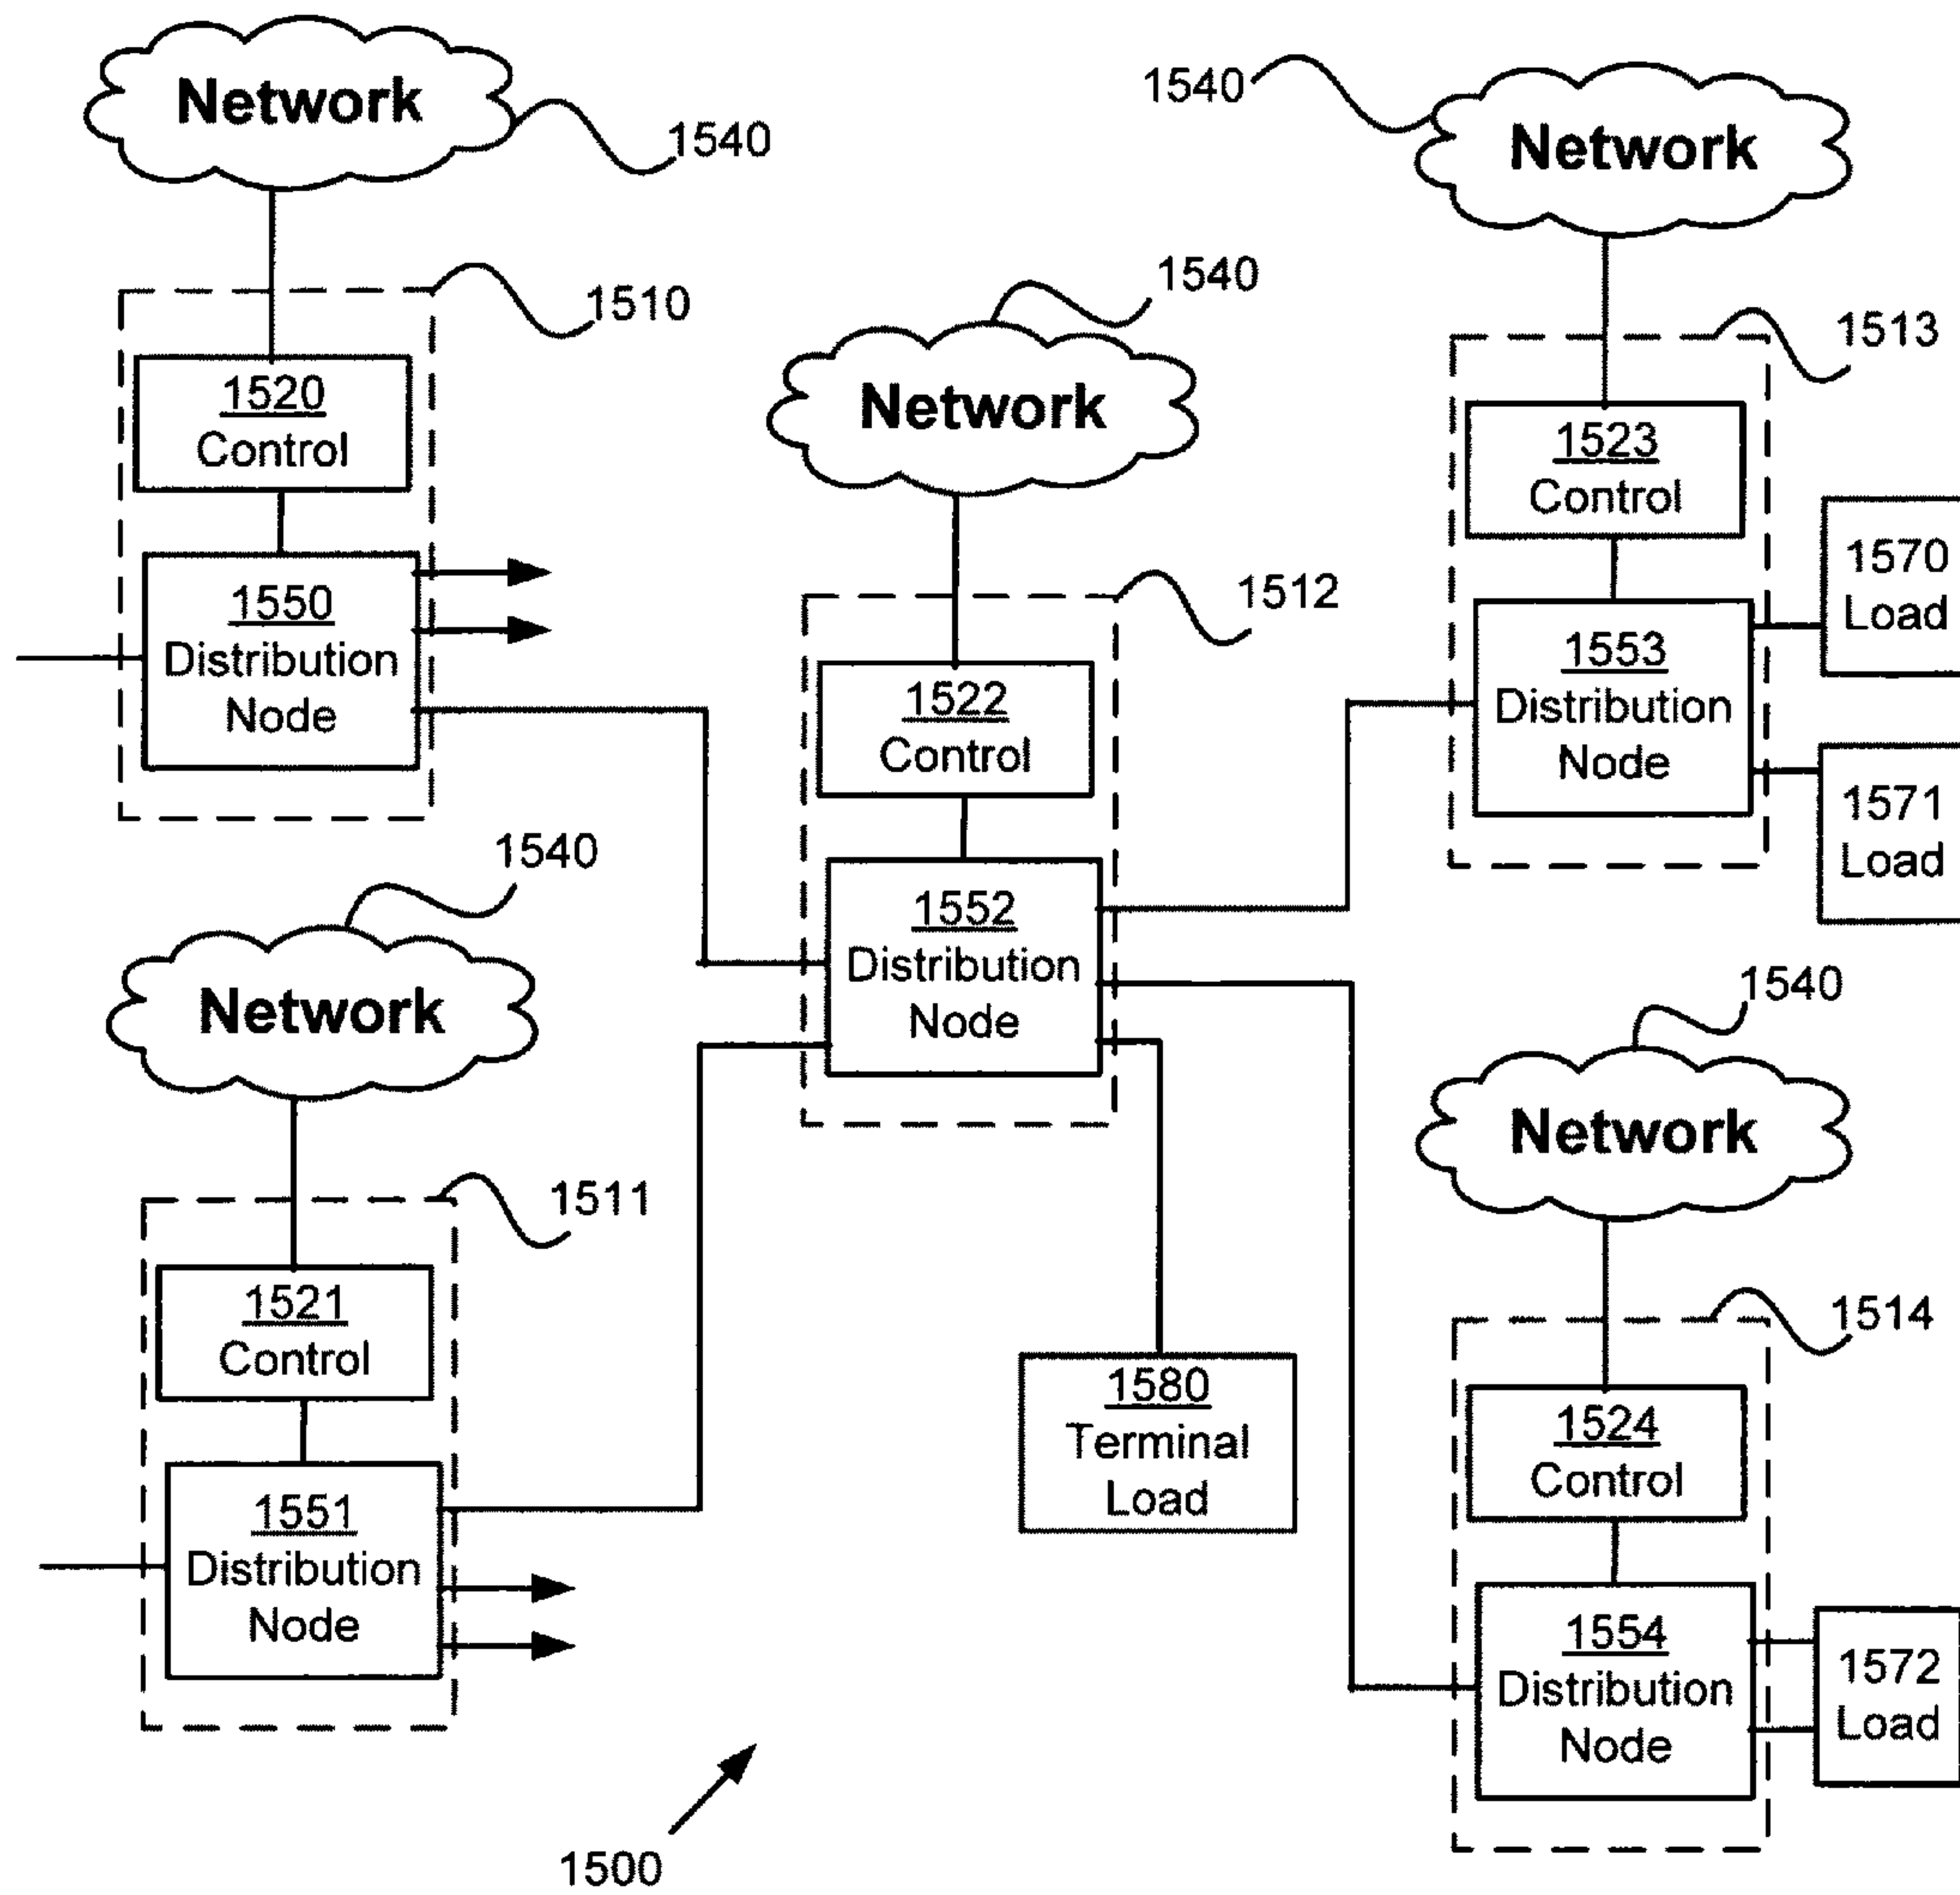 Network
1540
1510
1520
Control
1550
Distribution
Node
1540
Network
1511
1521
Control
1551
Distribution
Node
1540
Network
1512
1522
Control
1552
Distribution
Node
1580
Terminal
Load
1540
Network
1513
1523
Control
1553
Distribution
Node
1570
Load
1571
Load
1540
Network
1514
1524
Control
1554
Distribution
Node
1572
Load
1500